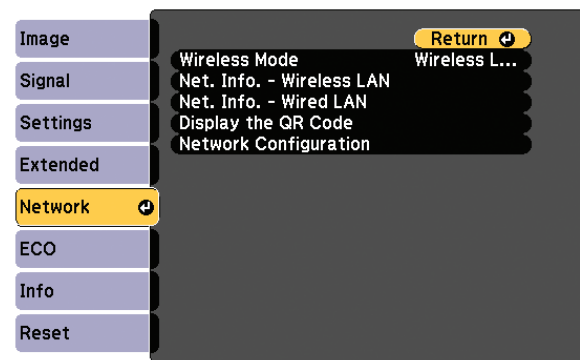 Image
Signal
Settings
Extended
Network
ECO
Info
Reset
Return
Wireless Mode Wireless L...
Net. Info. - Wireless LAN
Net. Info. - Wired LAN
Display the QR Code
Network Configuration